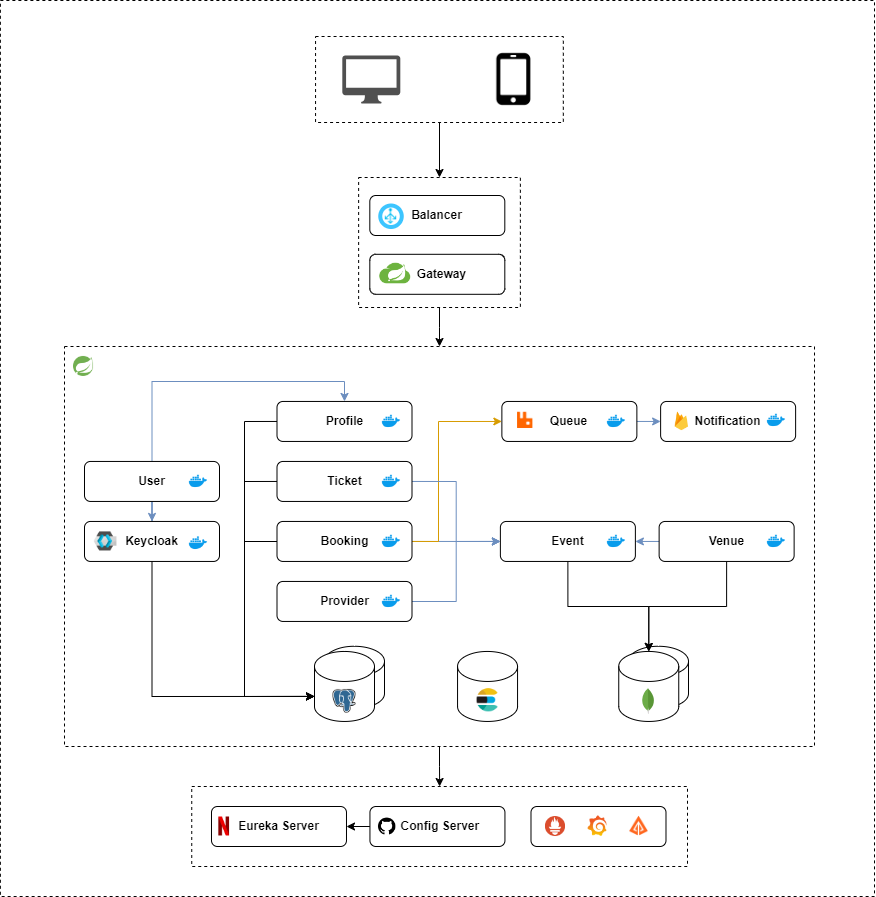 Balancer
Gateway
Profile
Queue
Notification
User
Ticket
Keycloak
Booking
Event
Venue
Provider
Eureka Server
Config Server